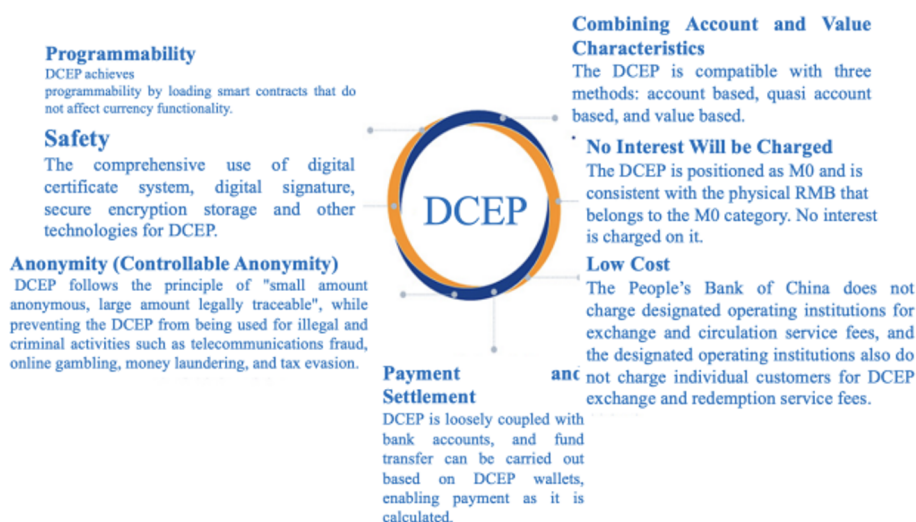 Programmability
DCEP achieves
programmability by loading smart contracts that do
not affect currency functionality.
Safety
The comprehensive use of digital
certificate system, digital signature,
secure encryption storage and other
technologies for DCEP.
Anonymity (Controllable Anonymity)
DCEP follows the principle of "small amount
anonymous, large amount legally traceable", while
preventing the DCEP from being used for illegal and
criminal activities such as telecommunications fraud,
online gambling, money laundering, and tax evasion.
DCEP
Payment and
Settlement
DCEP is loosely coupled with
bank accounts, and fund
transfer can be carried out
based on DCEP wallets,
enabling payment as it is
calculated.
Combining Account and Value
Characteristics
The DCEP is compatible with three
methods: account based, quasi account
based, and value based.
No Interest Will be Charged
The DCEP is positioned as M0 and is
consistent with the physical RMB that
belongs to the M0 category. No interest
is charged on it.
Low Cost
The People’s Bank of China does not
charge designated operating institutions for
exchange and circulation service fees, and
the designated operating institutions also do
not charge individual customers for DCEP
exchange and redemption service fees.